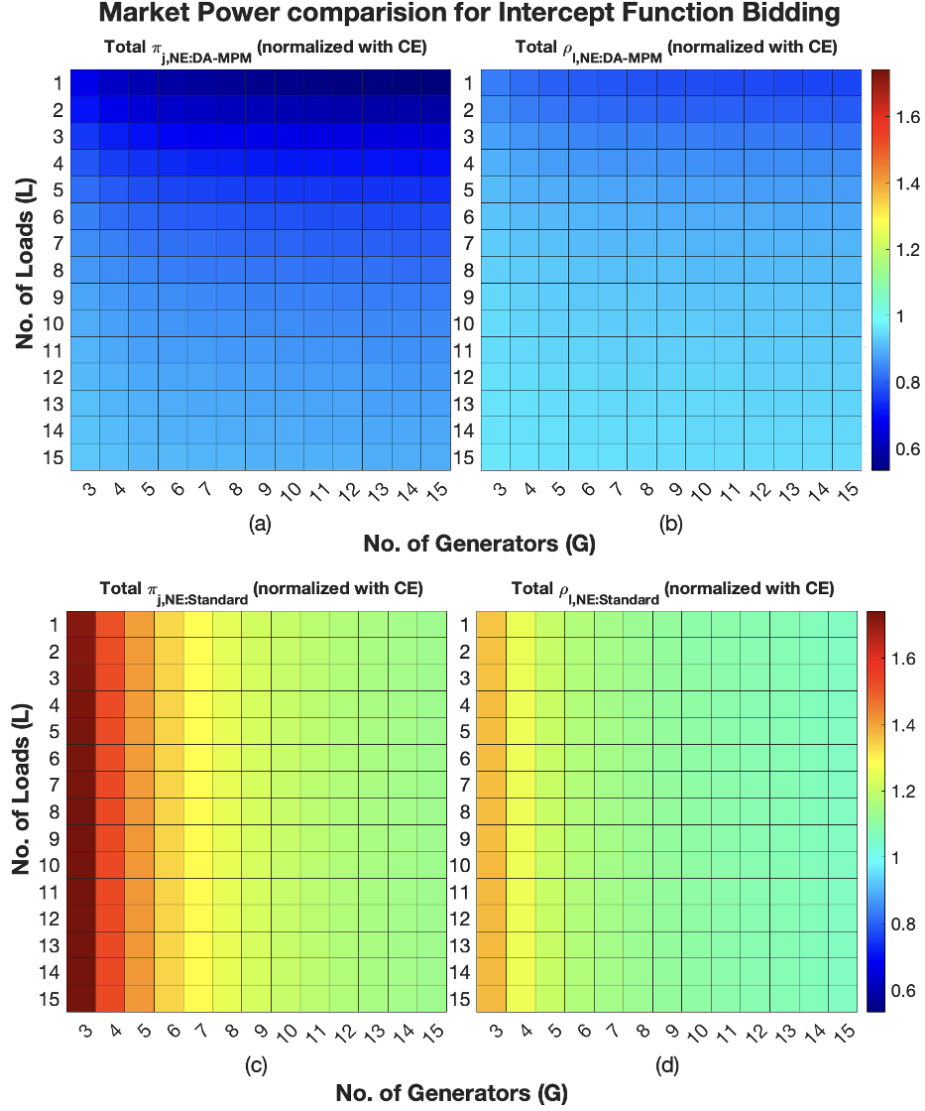 Market Power comparision for Intercept Function Bidding
Total π_j,NE:DA-MPM (normalized with CE)
Total ρ_l,NE:DA-MPM (normalized with CE)
No. of Loads (L)
1
2
3
4
5
6
7
8
9
10
11
12
13
14
15
3 4 5 6 7 8 9 10 11 12 13 14 15
3 4 5 6 7 8 9 10 11 12 13 14 15
1.6
1.4
1.2
1
0.8
0.6
(a)
(b)
No. of Generators (G)
Total π_j,NE:Standard (normalized with CE)
Total ρ_l,NE:Standard (normalized with CE)
No. of Loads (L)
1
2
3
4
5
6
7
8
9
10
11
12
13
14
15
3 4 5 6 7 8 9 10 11 12 13 14 15
3 4 5 6 7 8 9 10 11 12 13 14 15
1.6
1.4
1.2
1
0.8
0.6
(c)
(d)
No. of Generators (G)